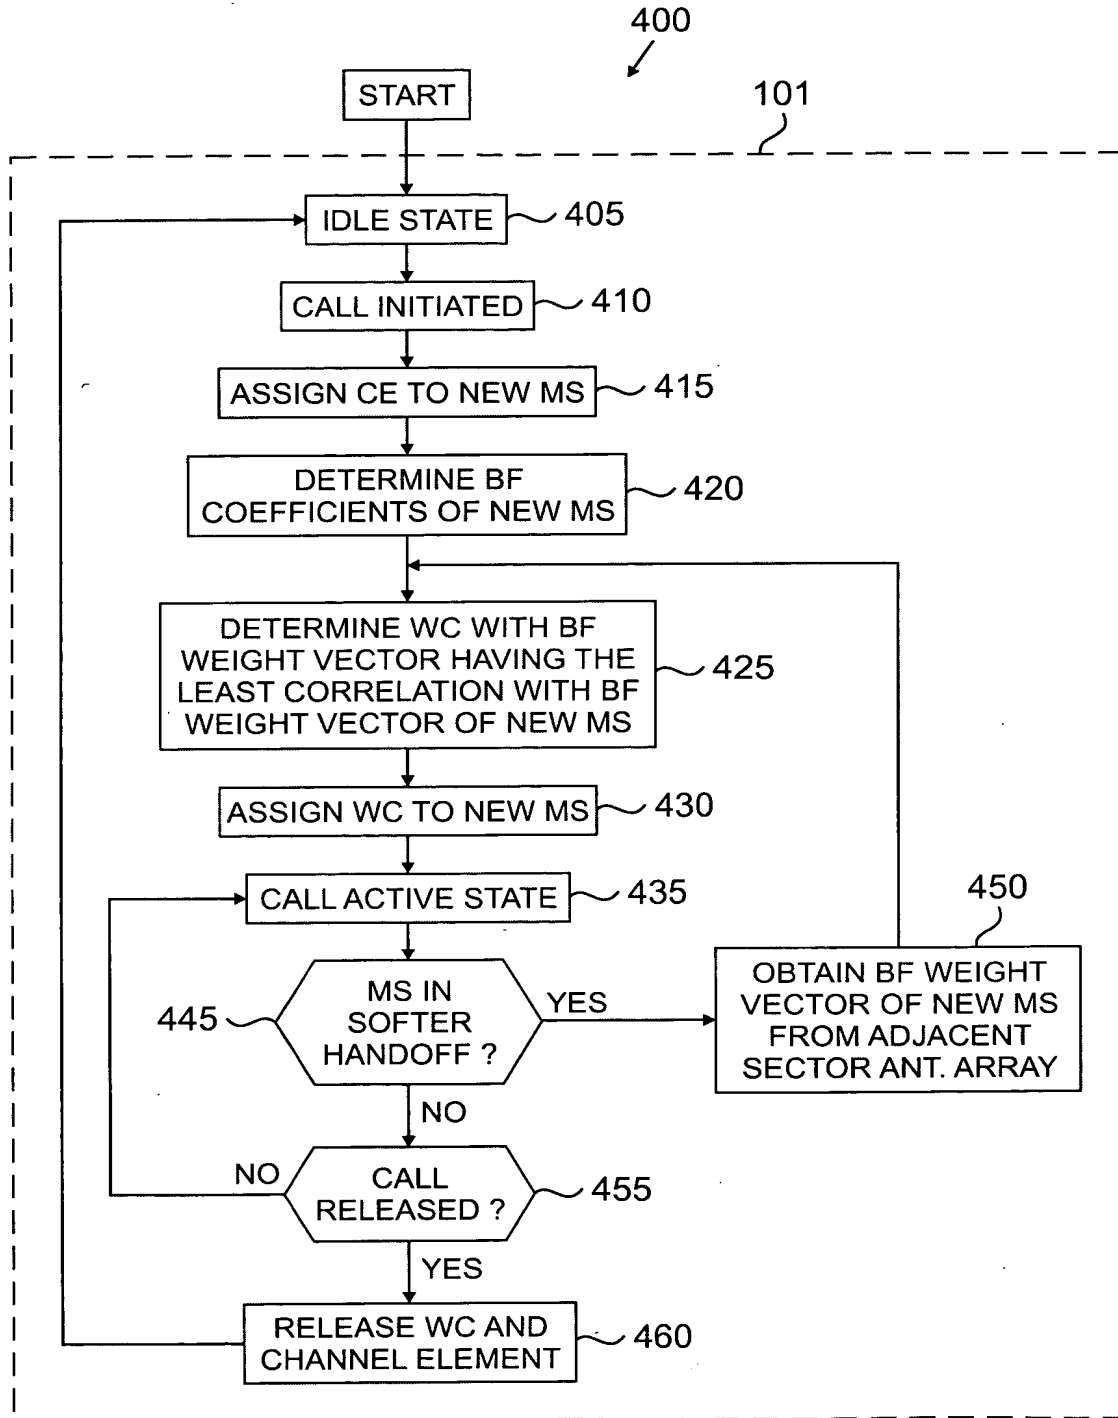 400
START
101
IDLE STATE
405
CALL INITIATED
410
ASSIGN CE TO NEW MS
415
DETERMINE BF
COEFFICIENTS OF NEW MS
420
DETERMINE WC WITH BF
WEIGHT VECTOR HAVING THE
LEAST CORRELATION WITH BF
WEIGHT VECTOR OF NEW MS
425
ASSIGN WC TO NEW MS
430
CALL ACTIVE STATE
435
MS IN
SOFTER
HANDOFF ?
445
YES
450
OBTAIN BF WEIGHT
VECTOR OF NEW MS
FROM ADJACENT
SECTOR ANT. ARRAY
NO
CALL
RELEASED ?
455
NO
YES
RELEASE WC AND
CHANNEL ELEMENT
460